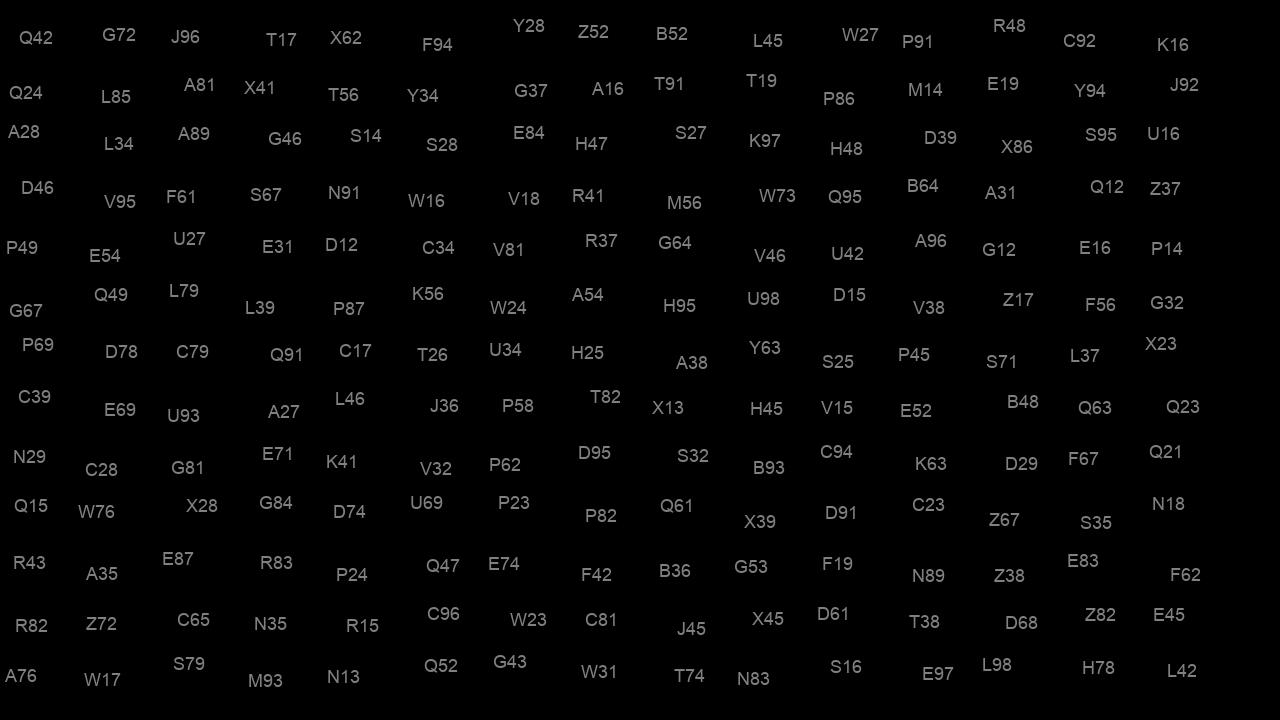 Q42 G72 J96 T17 X62 F94 Y28 Z52 B52 L45 W27 P91 R48 C92 K16
Q24 L85 A81 X41 T56 Y34 G37 A16 T91 T19 P86 M14 E19 Y94 J92
A28 L34 A89 G46 S14 S28 E84 H47 S27 K97 H48 D39 X86 S95 U16
D46 V95 F61 S67 N91 W16 V18 R41 M56 W73 Q95 B64 A31 Q12 Z37
P49 E54 U27 E31 D12 C34 V81 R37 G64 V46 U42 A96 G12 E16 P14
G67 Q49 L79 L39 P87 K56 W24 A54 H95 U98 D15 V38 Z17 F56 G32
P69 D78 C79 Q91 C17 T26 U34 H25 A38 Y63 S25 P45 S71 L37 X23
C39 E69 U93 A27 L46 J36 P58 T82 X13 H45 V15 E52 B48 Q63 Q23
N29 C28 G81 E71 K41 V32 P62 D95 S32 B93 C94 K63 D29 F67 Q21
Q15 W76 X28 G84 D74 U69 P23 P82 Q61 X39 D91 C23 Z67 S35 N18
R43 A35 E87 R83 P24 Q47 E74 F42 B36 G53 F19 N89 Z38 E83 F62
R82 Z72 C65 N35 R15 C96 W23 C81 J45 X45 D61 T38 D68 Z82 E45
A76 W17 S79 M93 N13 Q52 G43 W31 T74 N83 S16 E97 L98 H78 L42